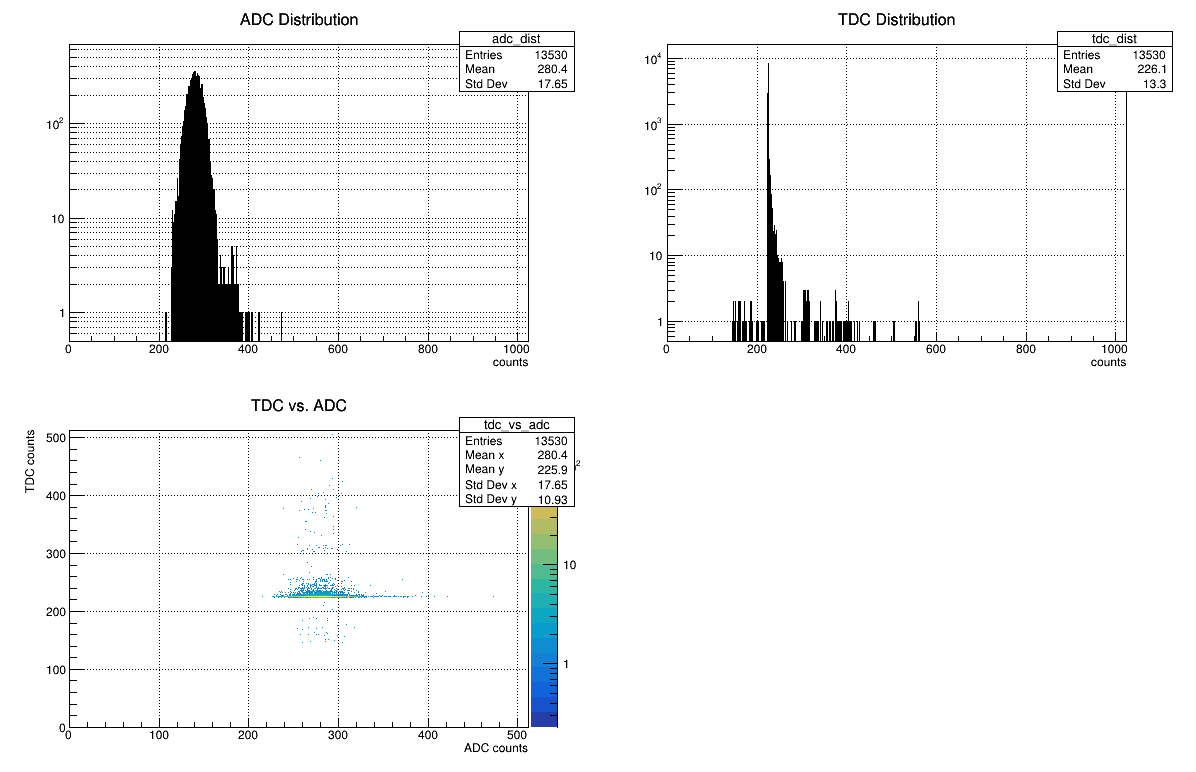 ADC Distribution
adc_dist
Entries 13530
Mean 280.4
Std Dev 17.65
10²
10
1
0 200 400 600 800 1000
counts
TDC Distribution
tdc_dist
Entries 13530
Mean 226.1
Std Dev 13.3
10⁴
10³
10²
10
1
0 200 400 600 800 1000
counts
TDC vs. ADC
tdc_vs_adc
Entries 13530
Mean x 280.4
Mean y 225.9
Std Dev x 17.65
Std Dev y 10.93
2
TDC counts
500
400
300
200
100
0
0 100 200 300 400 500
ADC counts
10
1